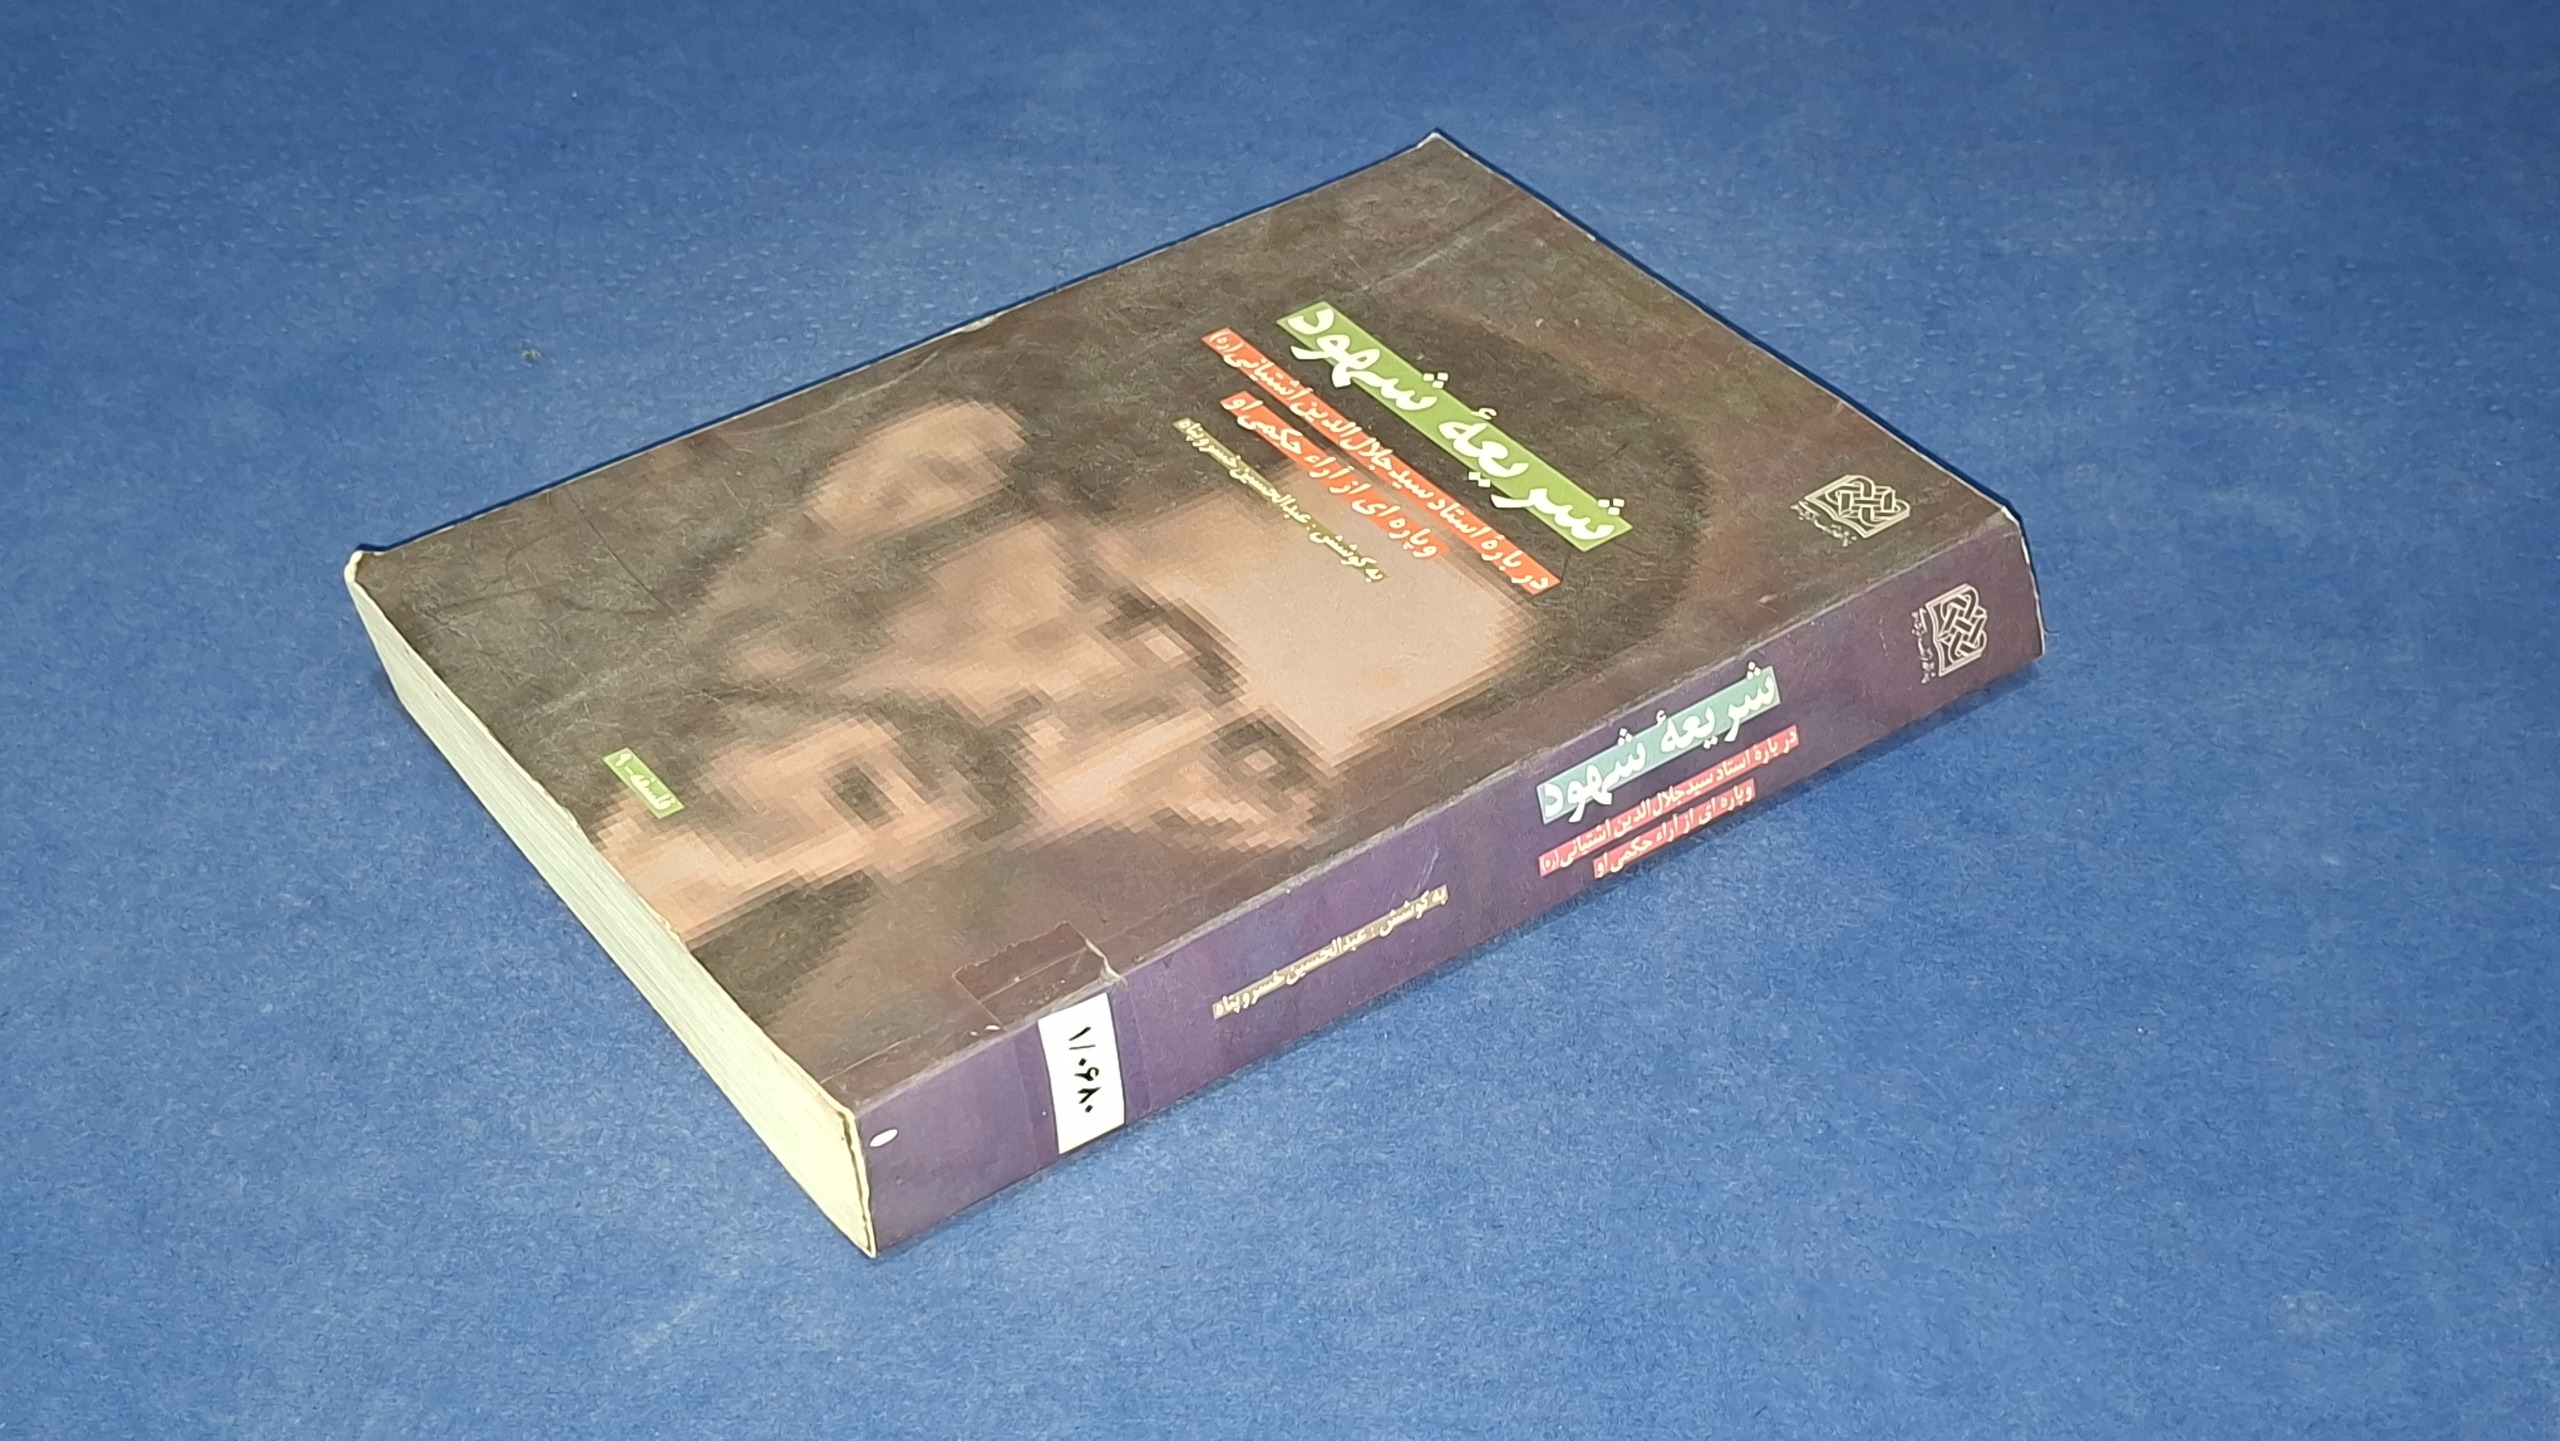 شریعهٔ شهود
دربارهٔ استاد سید جلال‌الدین آشتیانی (ره)
و پاره‌ای از آراء حکمی او
به کوشش: عبدالحسین خسروپناه
فلسفه-۹
شریعهٔ شهود
دربارهٔ استاد سید جلال‌الدین آشتیانی (ره)
و پاره‌ای از آراء حکمی او
به کوشش: عبدالحسین خسروپناه
۱/۰۶۸۰